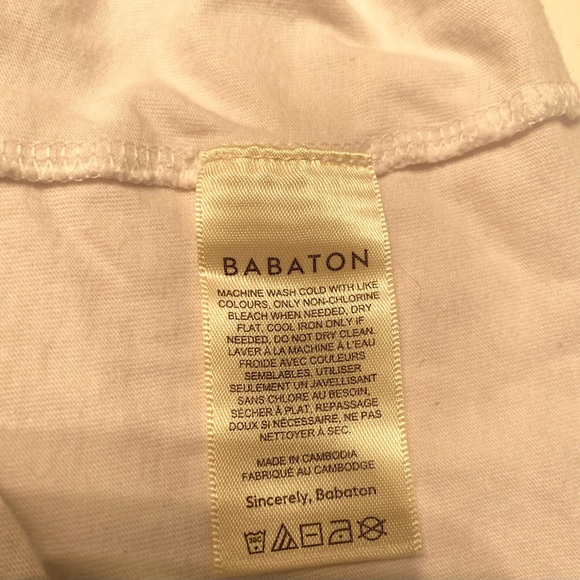 BABATON
MACHINE WASH COLD WITH LIKE
COLOURS, ONLY NON-CHLORINE
BLEACH WHEN NEEDED, DRY
FLAT, COOL IRON ONLY IF
NEEDED, DO NOT DRY CLEAN.
LAVER À LA MACHINE À L'EAU
FROIDE AVEC COULEURS
SEMBLABLES, UTILISER
SEULEMENT UN JAVELLISANT
SANS CHLORE AU BESOIN,
SÉCHER À PLAT, REPASSAGE
DOUX SI NÉCESSAIRE, NE PAS
NETTOYER À SEC.
MADE IN CAMBODIA
FABRIQUÉ AU CAMBODGE
Sincerely, Babaton
30C